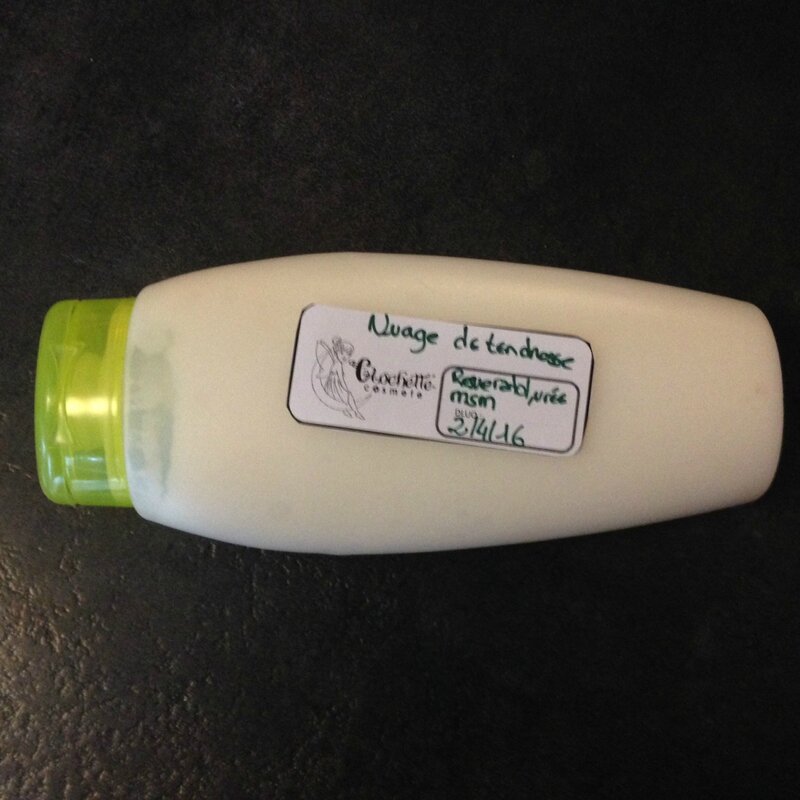 Nuage de tendresse
Clochette
cosmeto
Resveratrol, urée
msm
DLUO
2/4/16